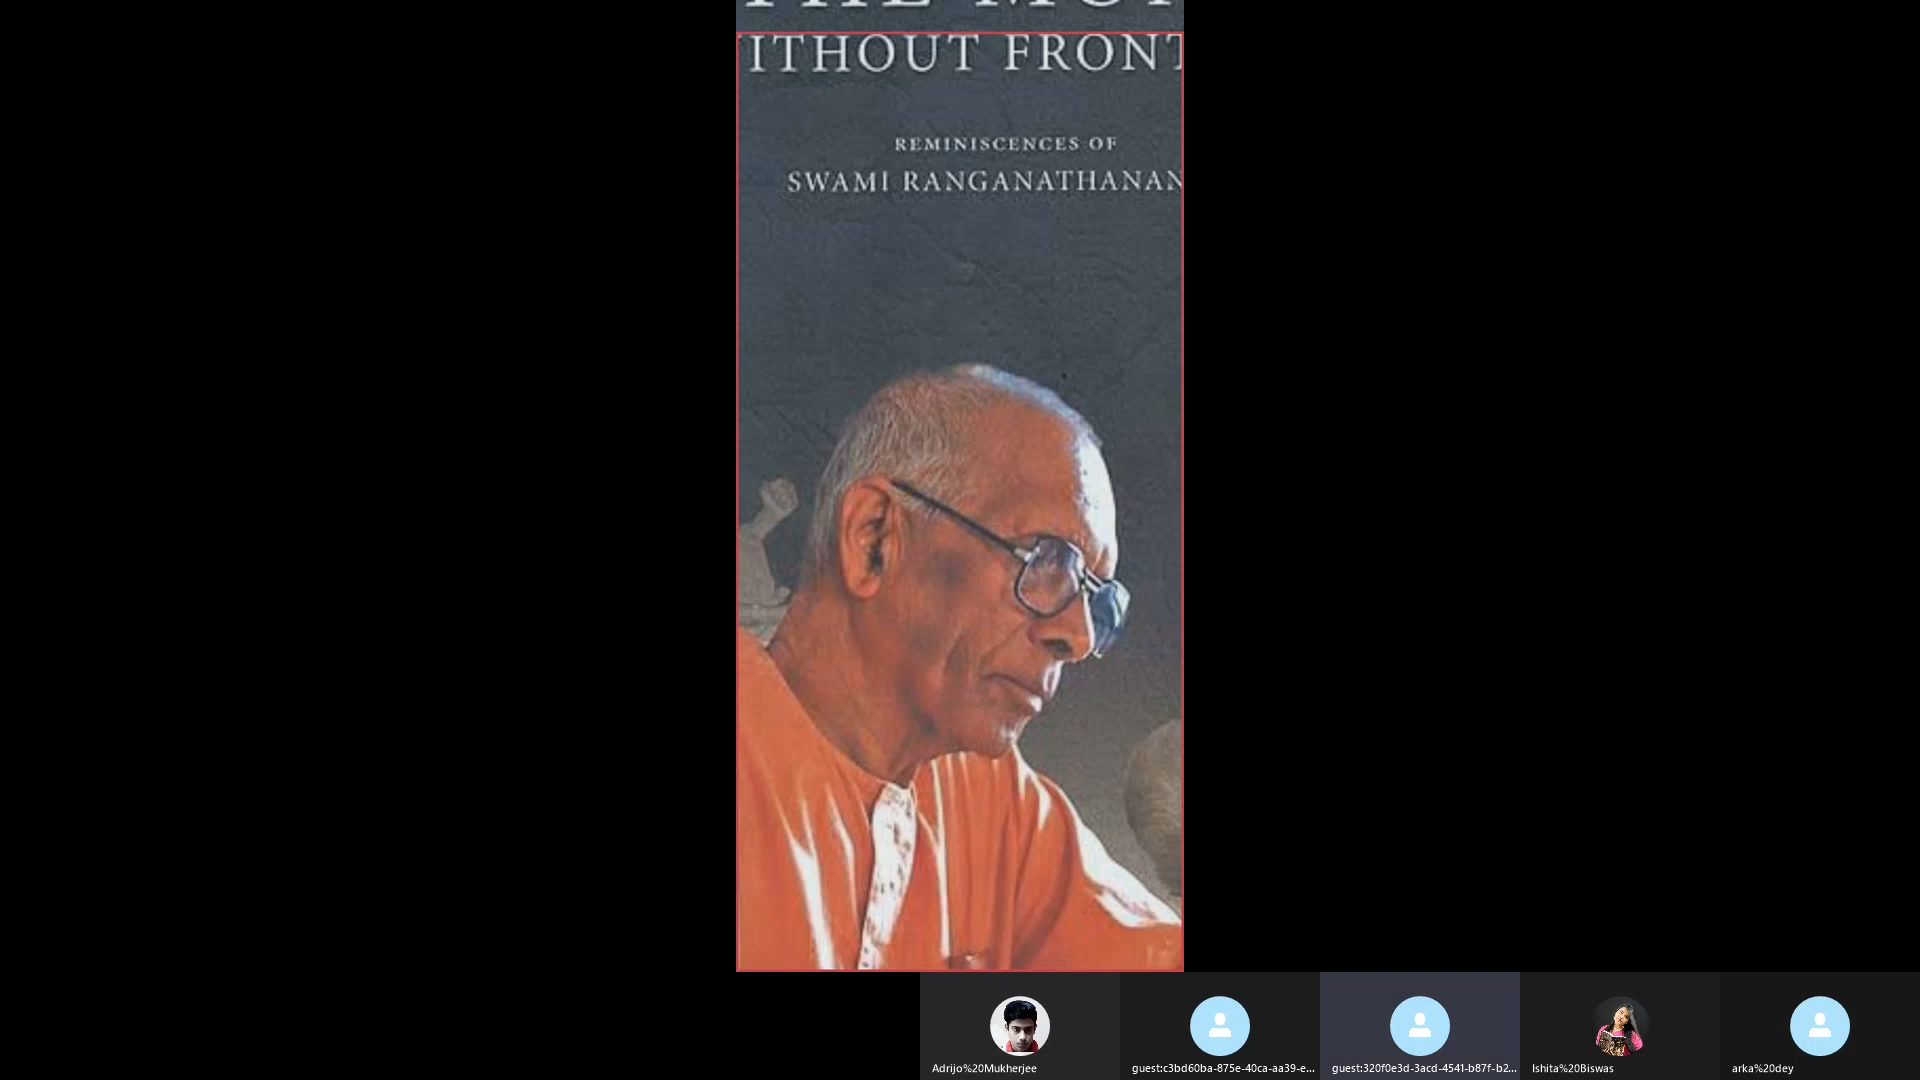 ITHOUT FRONT
REMINISCENCES OF
SWAMI RANGANATHANAN
Adrijo%20Mukherjee
guest:c3bd60ba-875e-40ca-aa39-e...
guest:320f0e3d-3acd-4541-b87f-b2...
Ishita%20Biswas
arka%20dey